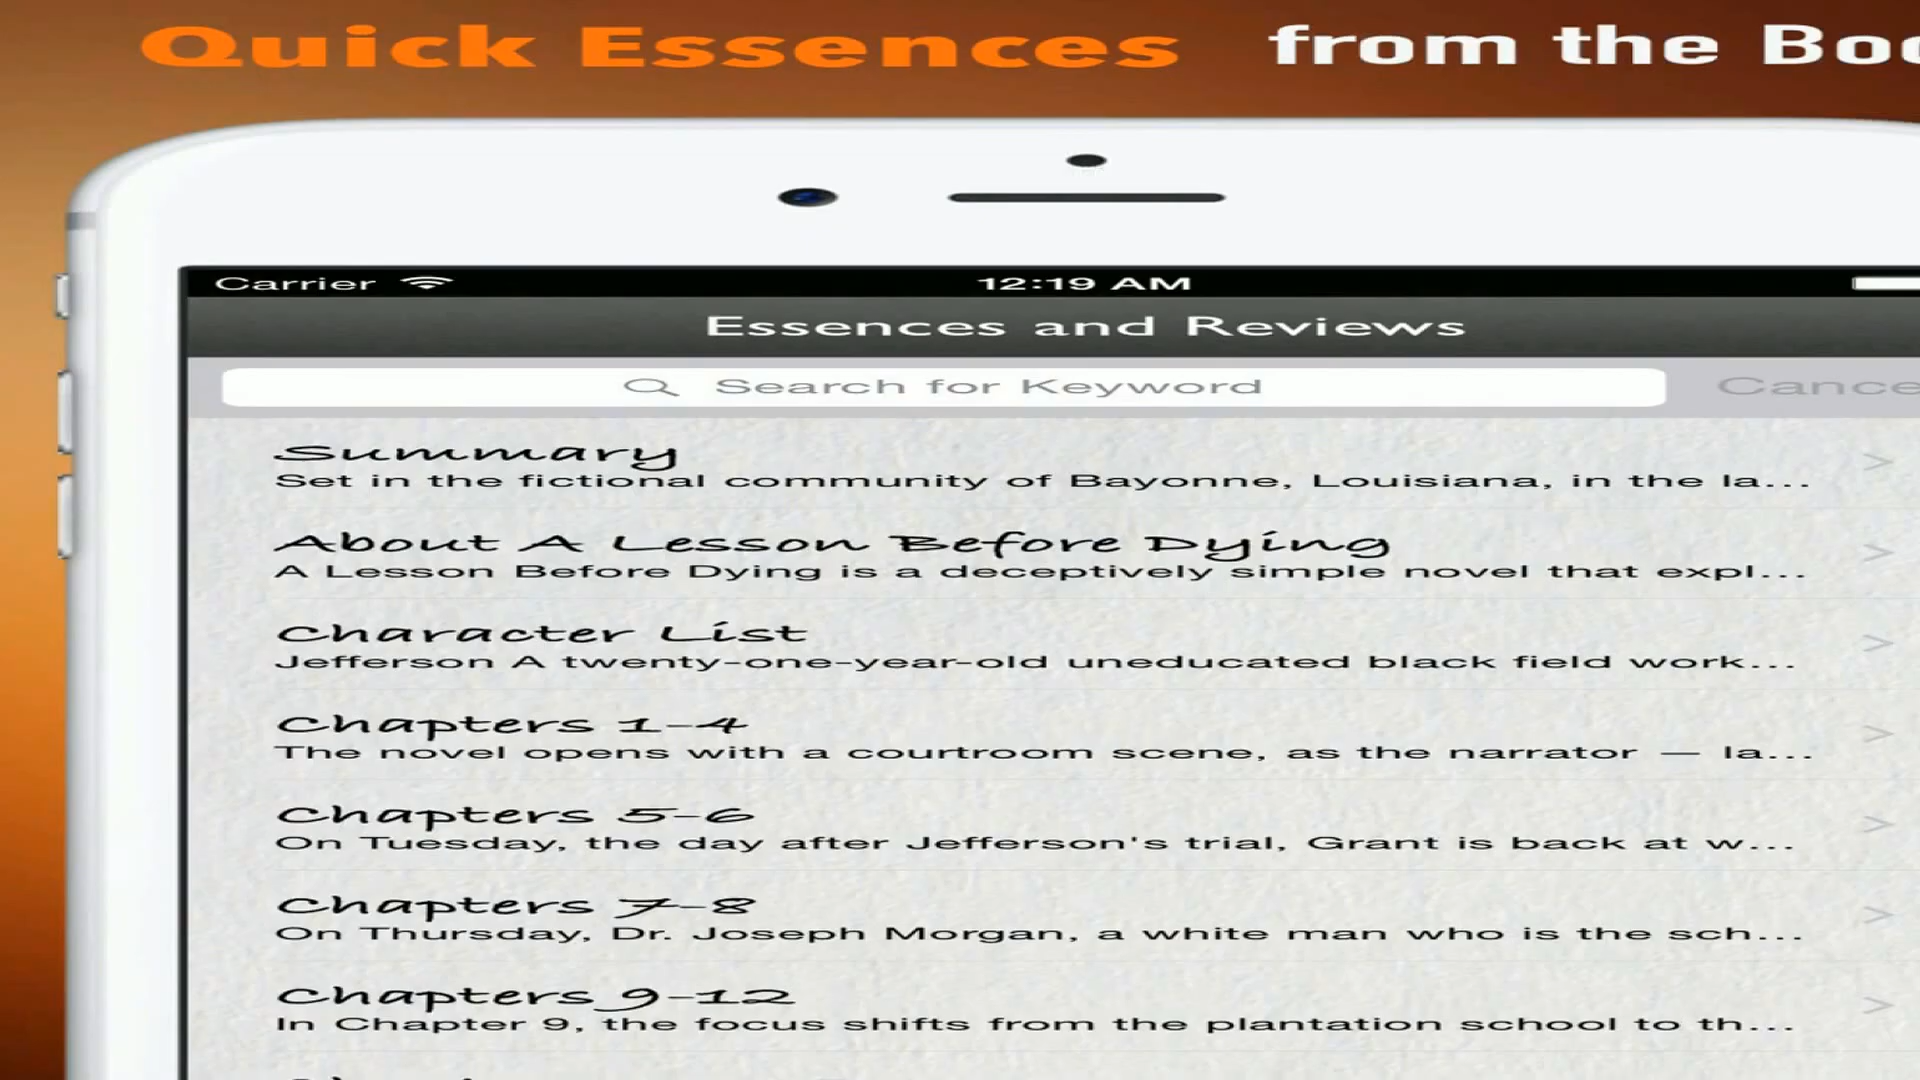 Quick Essences from the
Carrier 12:19 AM
Essences and Reviews
Search for Keyword
Summary
Set in the fictional community of Bayonne, Louisiana, in the la...
About A Lesson Before Dying
A Lesson Before Dying is a deceptively simple novel that expl...
Character List
Jefferson A twenty-one-year-old uneducated black field work...
Chapters 1-4
The novel opens with a courtroom scene, as the narrator — la...
Chapters 5-6
On Tuesday, the day after Jefferson's trial, Grant is back at w...
Chapters 7-8
On Thursday, Dr. Joseph Morgan, a white man who is the sch...
Chapters 9-12
In Chapter 9, the focus shifts from the plantation school to th...